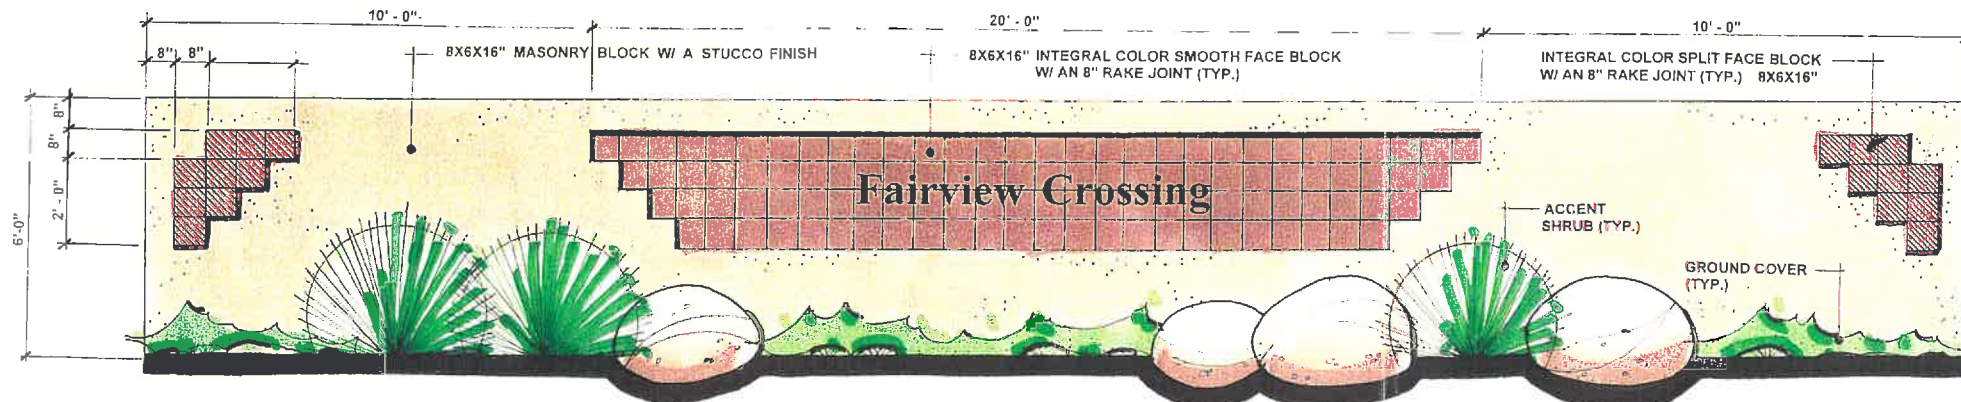 10' - 0"
20' - 0"
10' - 0"
8" 8"
8X6X16" MASONRY BLOCK W/ A STUCCO FINISH
8X6X16" INTEGRAL COLOR SMOOTH FACE BLOCK
W/ AN 8" RAKE JOINT (TYP.)
INTEGRAL COLOR SPLIT FACE BLOCK
W/ AN 8" RAKE JOINT (TYP.) 8X6X16"
8"
8"
2' - 0"
6'-0"
Fairview Crossing
ACCENT
SHRUB (TYP.)
GROUND COVER
(TYP.)